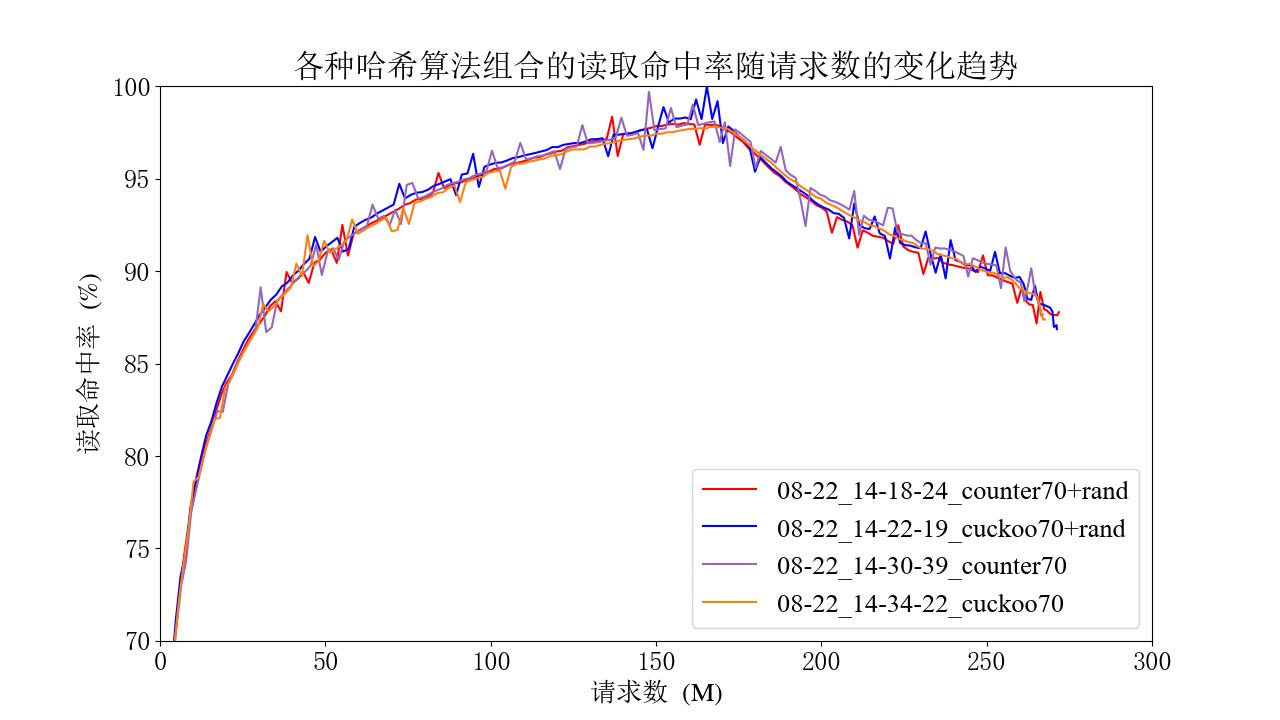 各种哈希算法组合的读取命中率随请求数的变化趋势
读取命中率 (%)
100
95
90
85
80
75
70
0 50 100 150 200 250 300
请求数 (M)
08-22_14-18-24_counter70+rand
08-22_14-22-19_cuckoo70+rand
08-22_14-30-39_counter70
08-22_14-34-22_cuckoo70